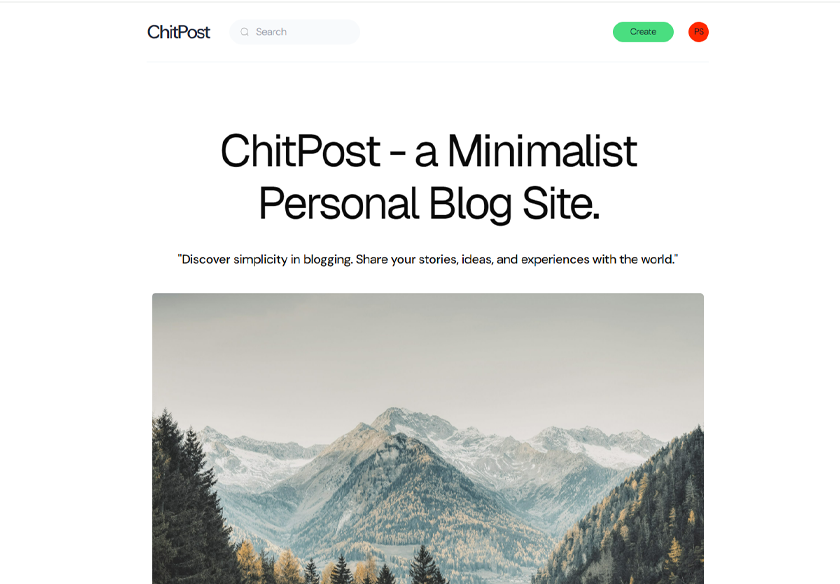 ChitPost
Search
Create
PS
ChitPost - a Minimalist
Personal Blog Site.
"Discover simplicity in blogging. Share your stories, ideas, and experiences with the world."